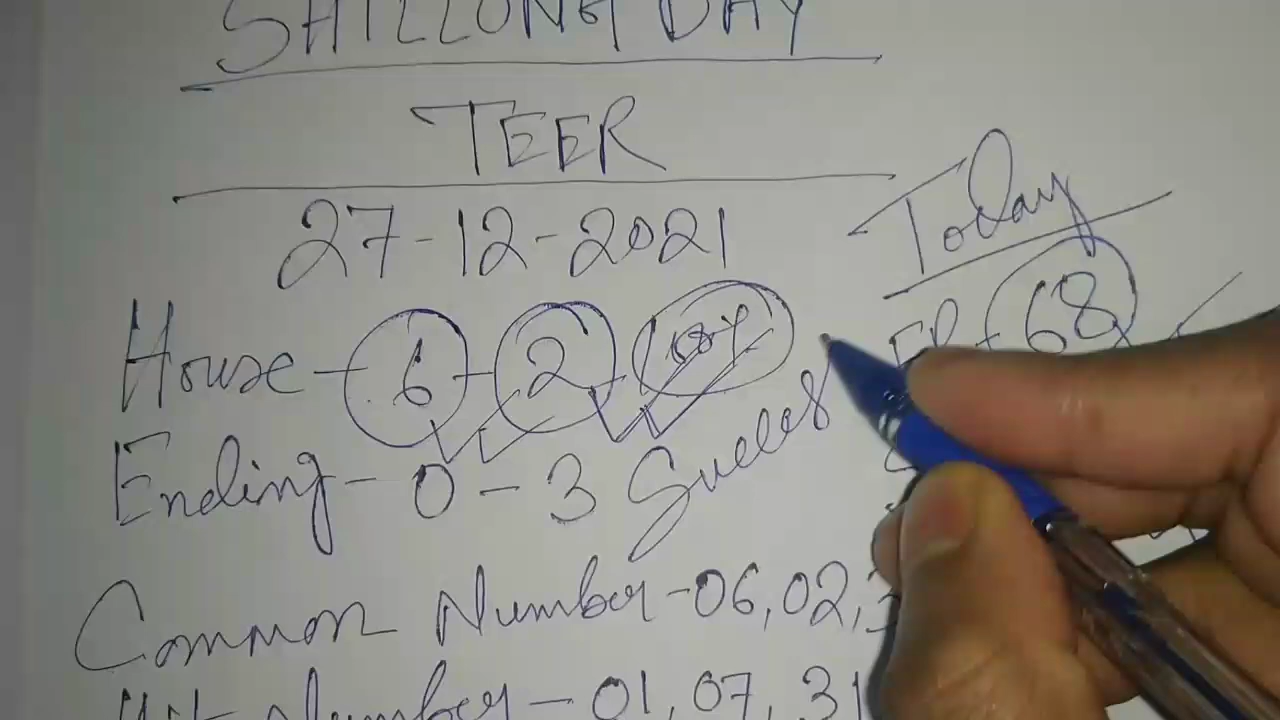 SHILLONG DAY
TEER
27-12-2021
Today
FR - 68
House - 6 - 2
Ending - 0 - 3
Common Number - 06, 02,
Hit Number - 01, 07, 31